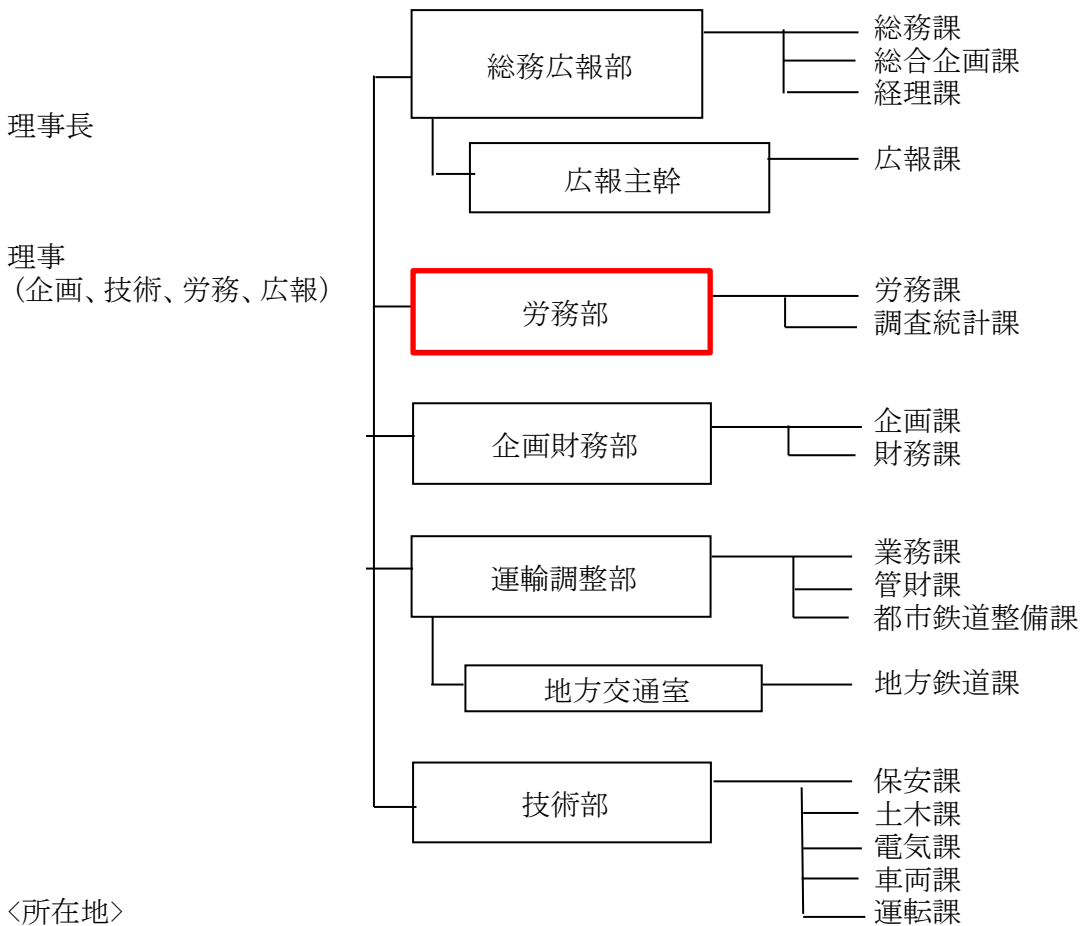 理事長
理事
（企画、技術、労務、広報）
総務広報部
総務課
総合企画課
経理課
広報主幹
広報課
労務部
労務課
調査統計課
企画財務部
企画課
財務課
運輸調整部
業務課
管財課
都市鉄道整備課
地方交通室
地方鉄道課
技術部
保安課
土木課
電気課
車両課
運転課
<所在地>